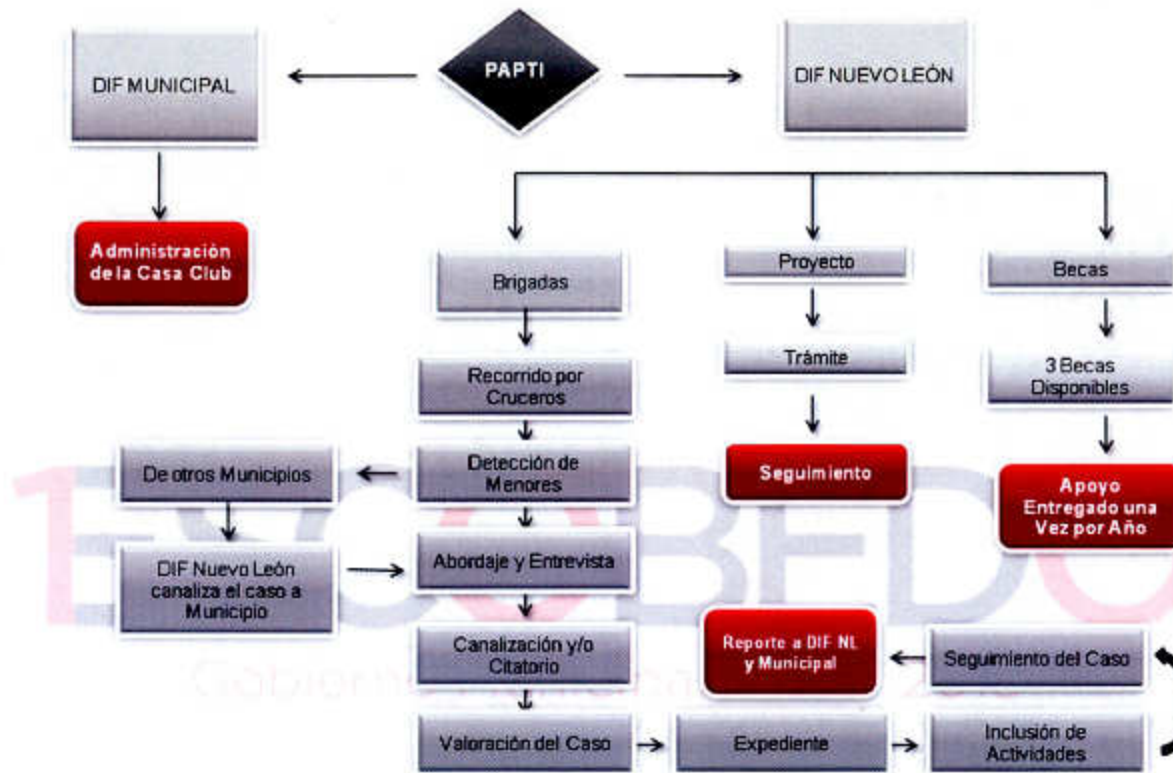 PAPTI
DIF MUNICIPAL
DIF NUEVO LEÓN
Administración
de la Casa Club
Brigadas
Proyecto
Becas
Recorrido por
Cruceros
Trámite
3 Becas
Disponibles
De otros Municipios
Detección de
Menores
Seguimiento
Apoyo
Entregado una
Vez por Año
DIF Nuevo León
canaliza el caso a
Municipio
Abordaje y Entrevista
ESCOBEDO
Canalización y/o
Citatorio
Reporte a DIF NL
y Municipal
Seguimiento del Caso
Gobierno
Valoración del Caso
Expediente
Inclusión de
Actividades